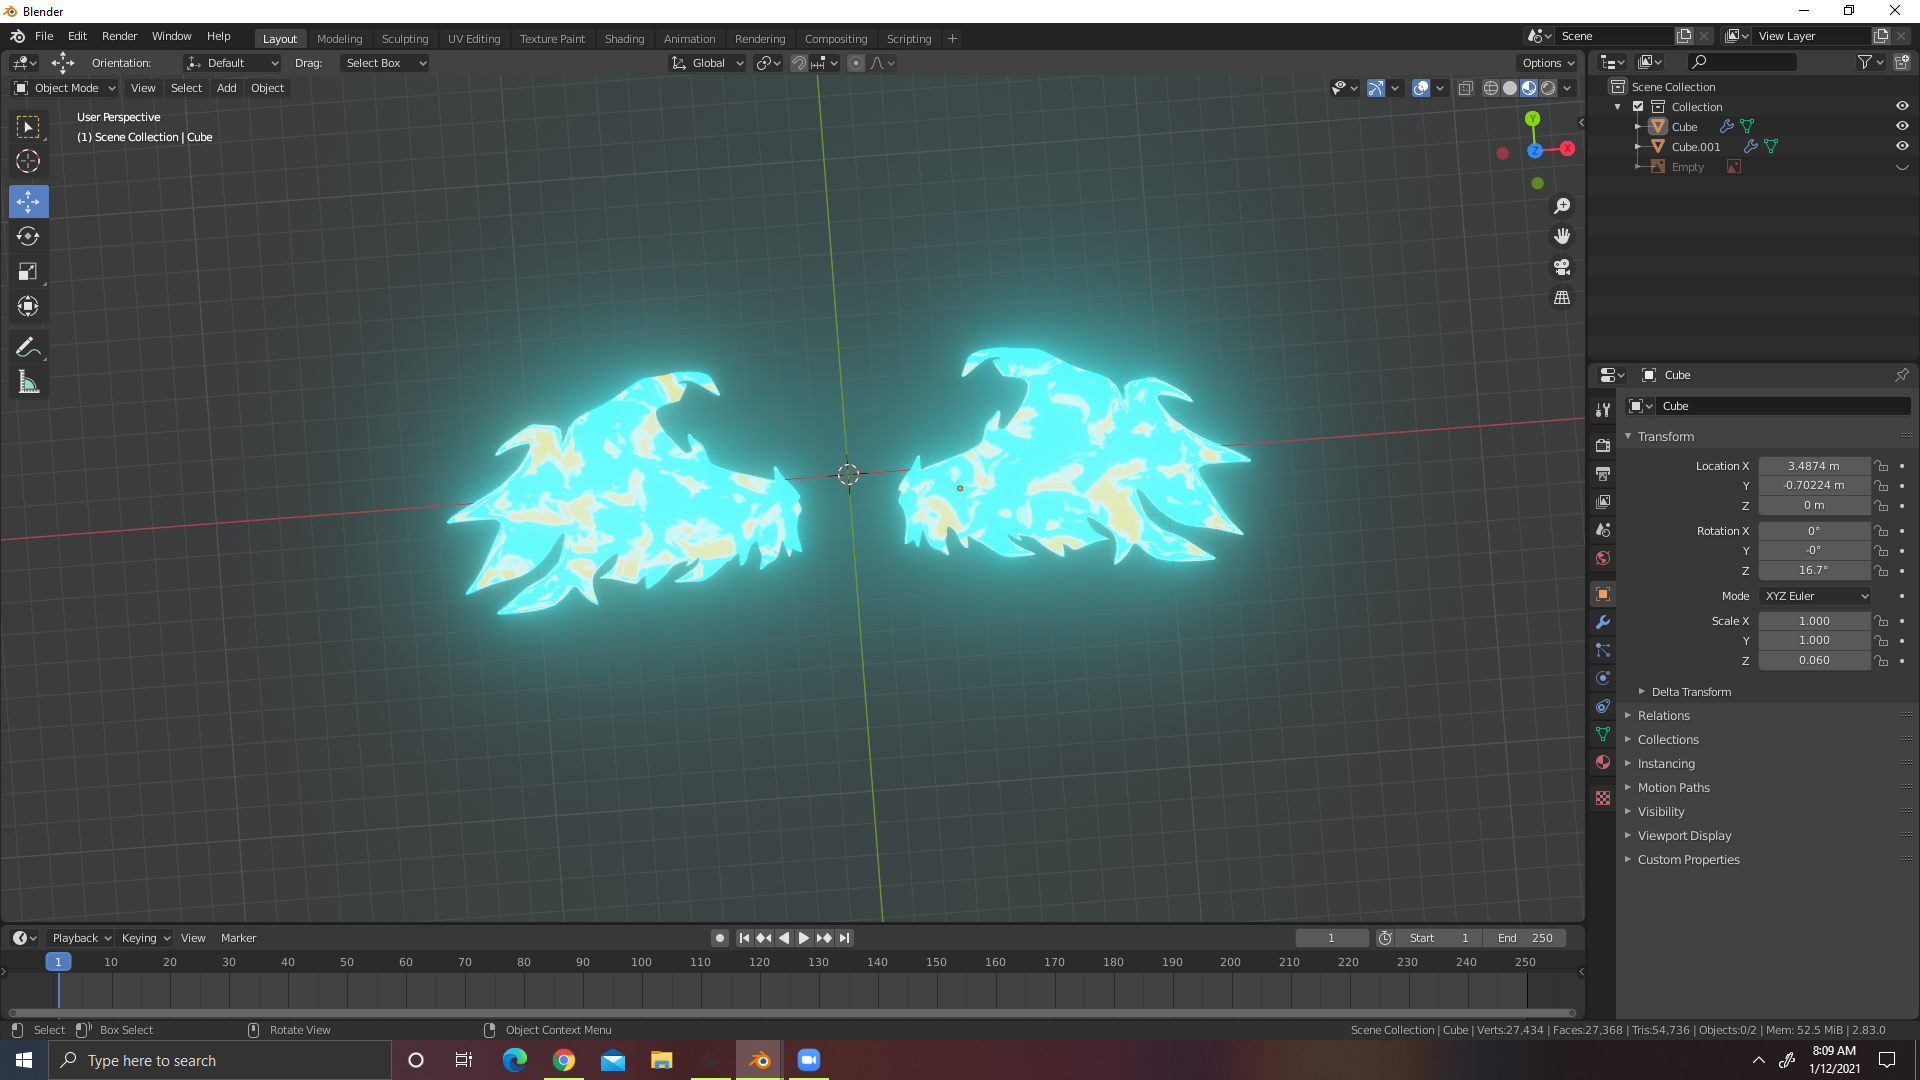 Blender
File Edit Render Window Help
Layout Modeling Sculpting UV Editing Texture Paint Shading Animation Rendering Compositing Scripting +
Scene
View Layer
Orientation: Default Drag: Select Box
Global
Options
Object Mode View Select Add Object
User Perspective
(1) Scene Collection | Cube
Y
X
Z
Scene Collection
Collection
Cube
Cube.001
Empty
Cube
Cube
Transform
Location X 3.4874 m
Y -0.70224 m
Z 0 m
Rotation X 0°
Y -0°
Z 16.7°
Mode XYZ Euler
Scale X 1.000
Y 1.000
Z 0.060
Delta Transform
Relations
Collections
Instancing
Motion Paths
Visibility
Viewport Display
Custom Properties
Playback Keying View Marker
1
Start 1
End 250
1 10 20 30 40 50 60 70 80 90 100 110 120 130 140 150 160 170 180 190 200 210 220 230 240 250
Select Box Select Rotate View Object Context Menu
Scene Collection | Cube | Verts:27,434 | Faces:27,368 | Tris:54,736 | Objects:0/2 | Mem: 52.5 MiB | 2.83.0
Type here to search
8:09 AM
1/12/2021